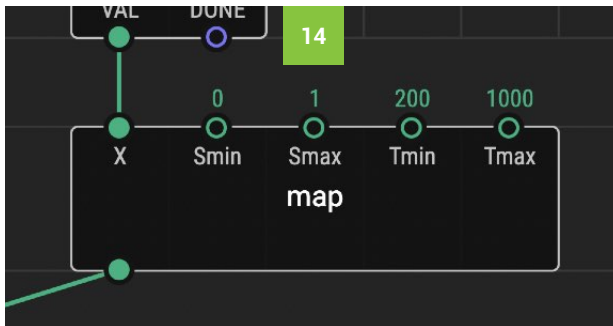 VAL DONE
14
0 1 200 1000
X Smin Smax Tmin Tmax
map